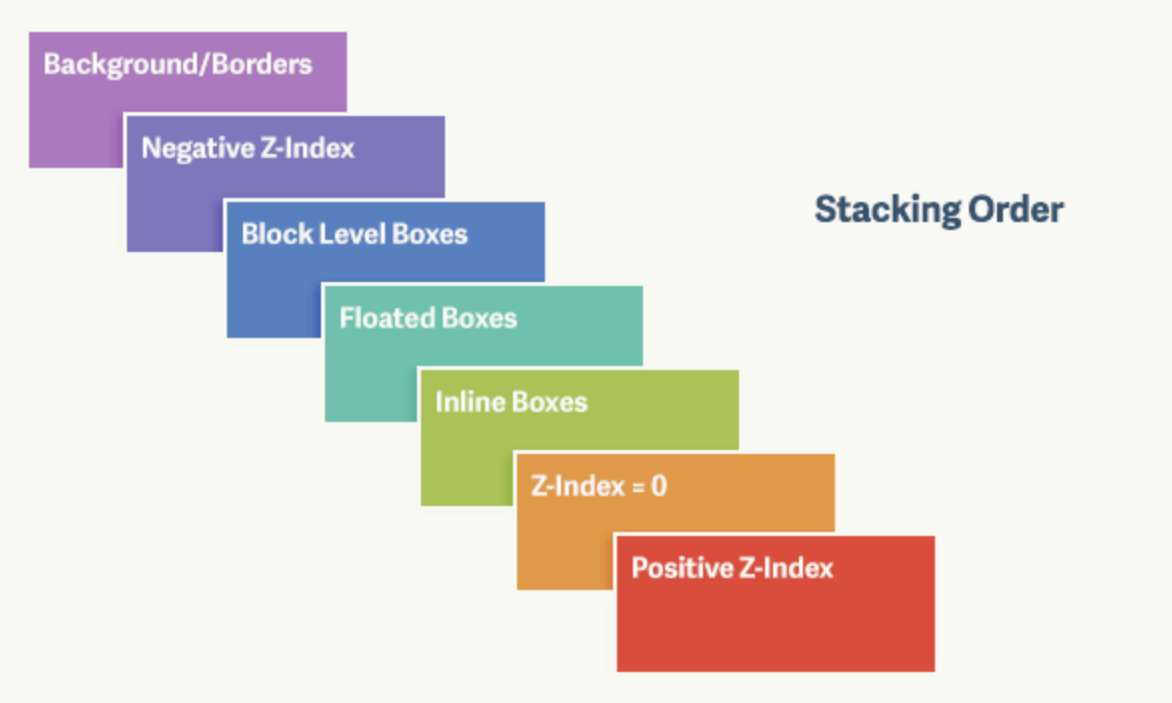 Background/Borders
Negative Z-Index
Block Level Boxes
Stacking Order
Floated Boxes
Inline Boxes
Z-Index = 0
Positive Z-Index